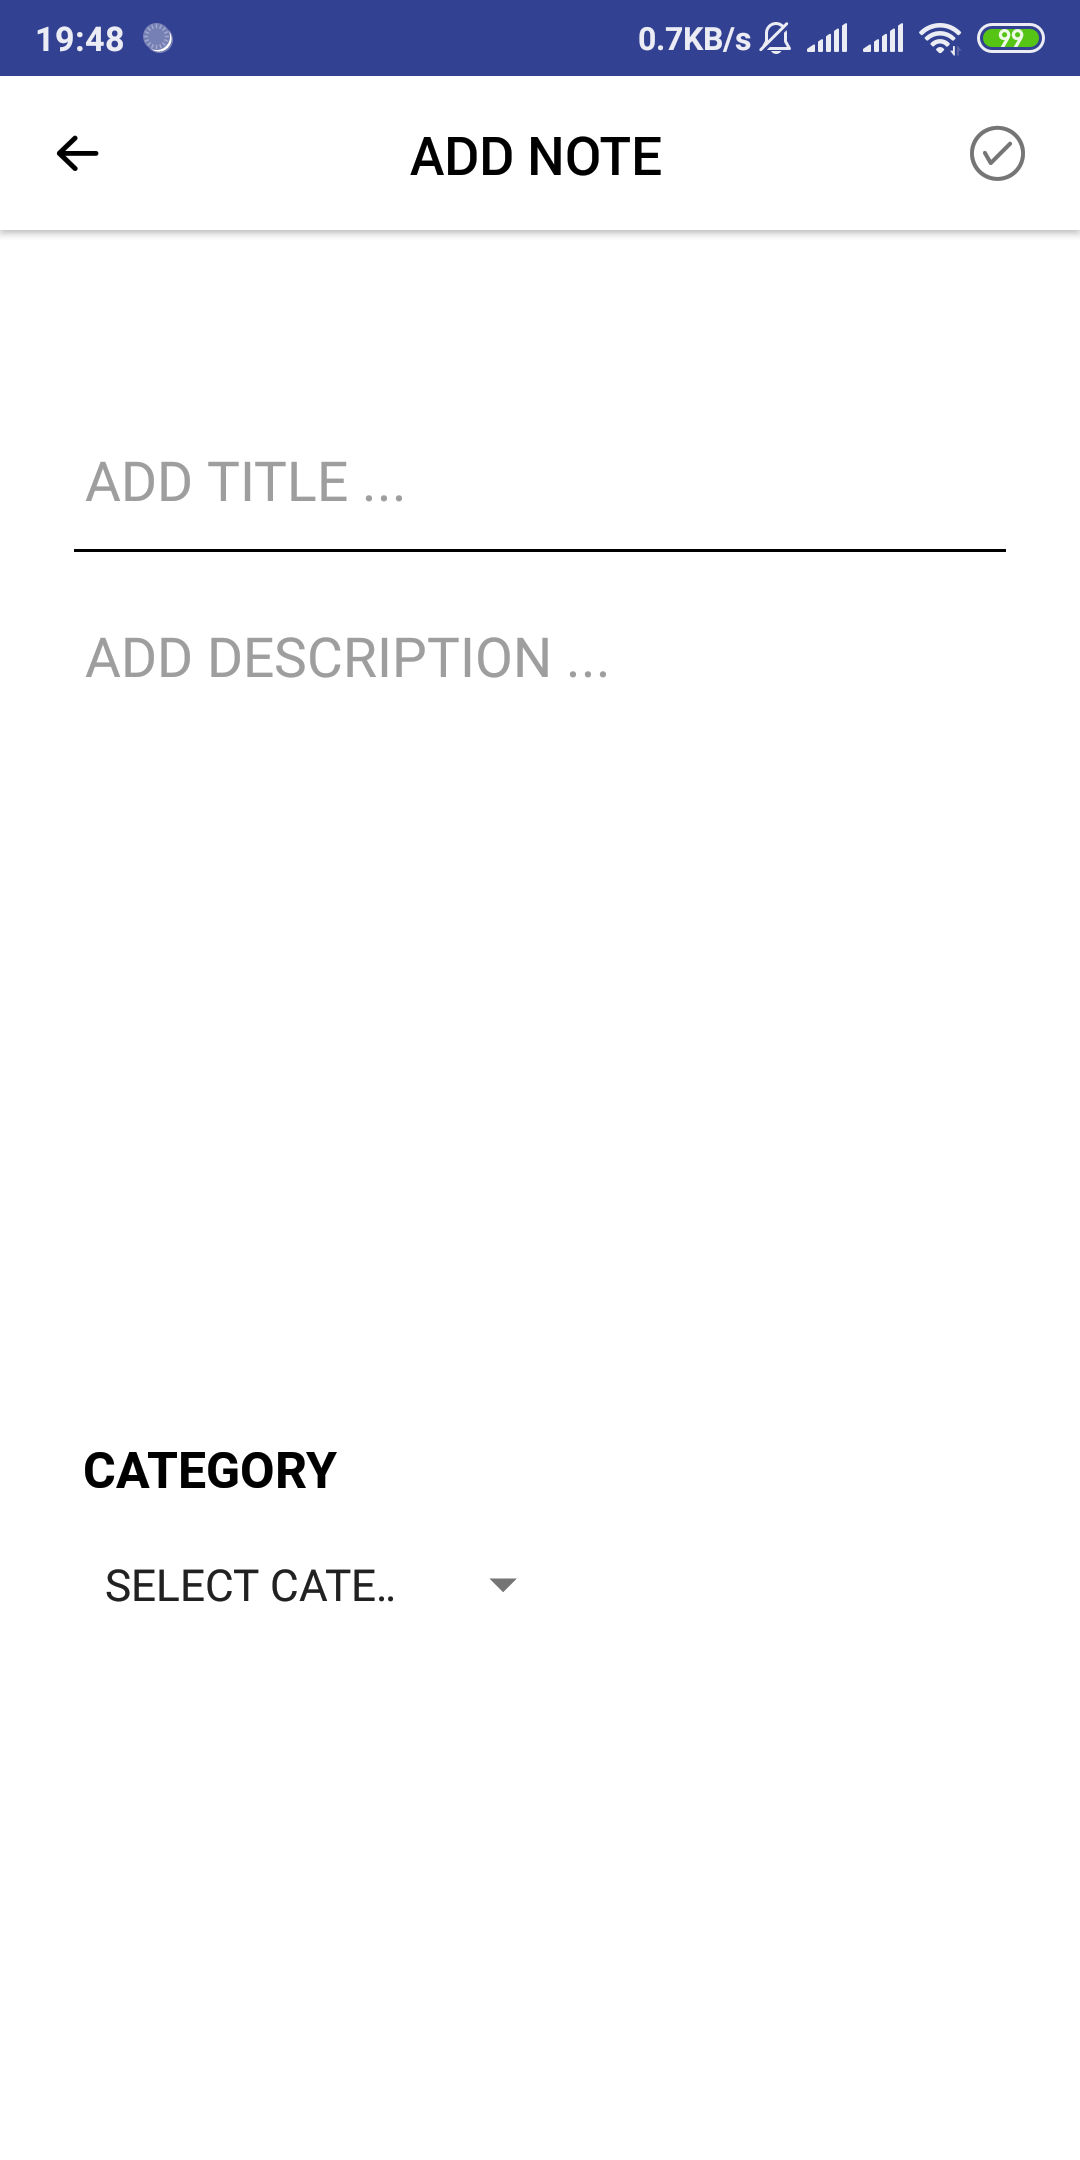 19:48 0.7KB/s 99
ADD NOTE
ADD TITLE ...
ADD DESCRIPTION ...
CATEGORY
SELECT CATE..